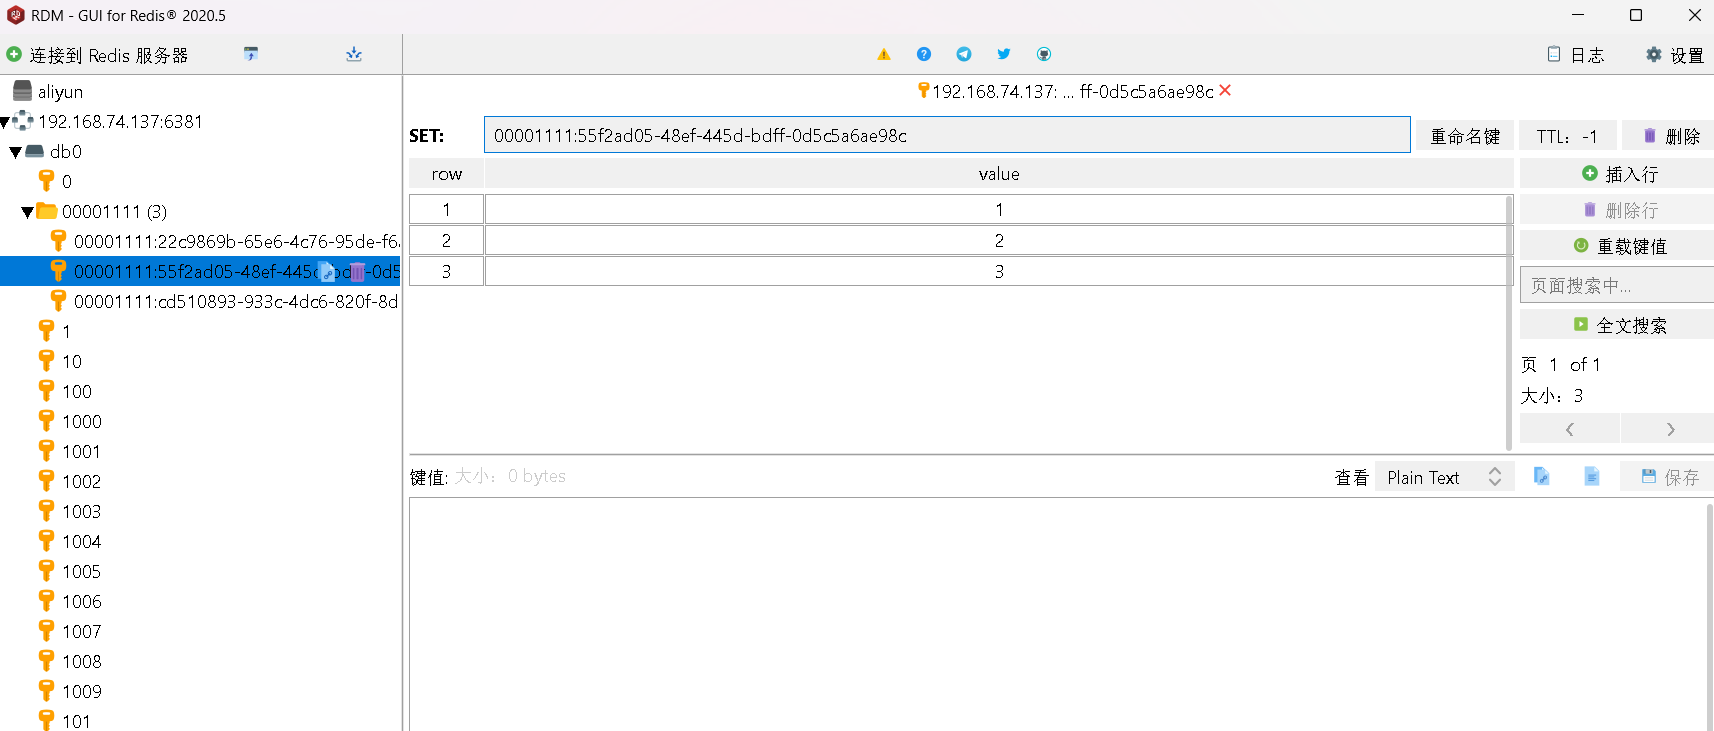 RDM - GUI for Redis® 2020.5
连接到 Redis 服务器
日志
设置
aliyun
192.168.74.137:6381
db0
0
00001111 (3)
00001111:22c9869b-65e6-4c76-95de-f6
00001111:55f2ad05-48ef-445d-bdff-0d5
00001111:cd510893-933c-4dc6-820f-8d
1
10
100
1000
1001
1002
1003
1004
1005
1006
1007
1008
1009
101
192.168.74.137: ... ff-0d5c5a6ae98c
SET:
00001111:55f2ad05-48ef-445d-bdff-0d5c5a6ae98c
重命名键
TTL: -1
删除
row value
1 1
2 2
3 3
插入行
删除行
重载键值
页面搜索中...
全文搜索
页 1 of 1
大小: 3
键值: 大小: 0 bytes
查看 Plain Text
保存